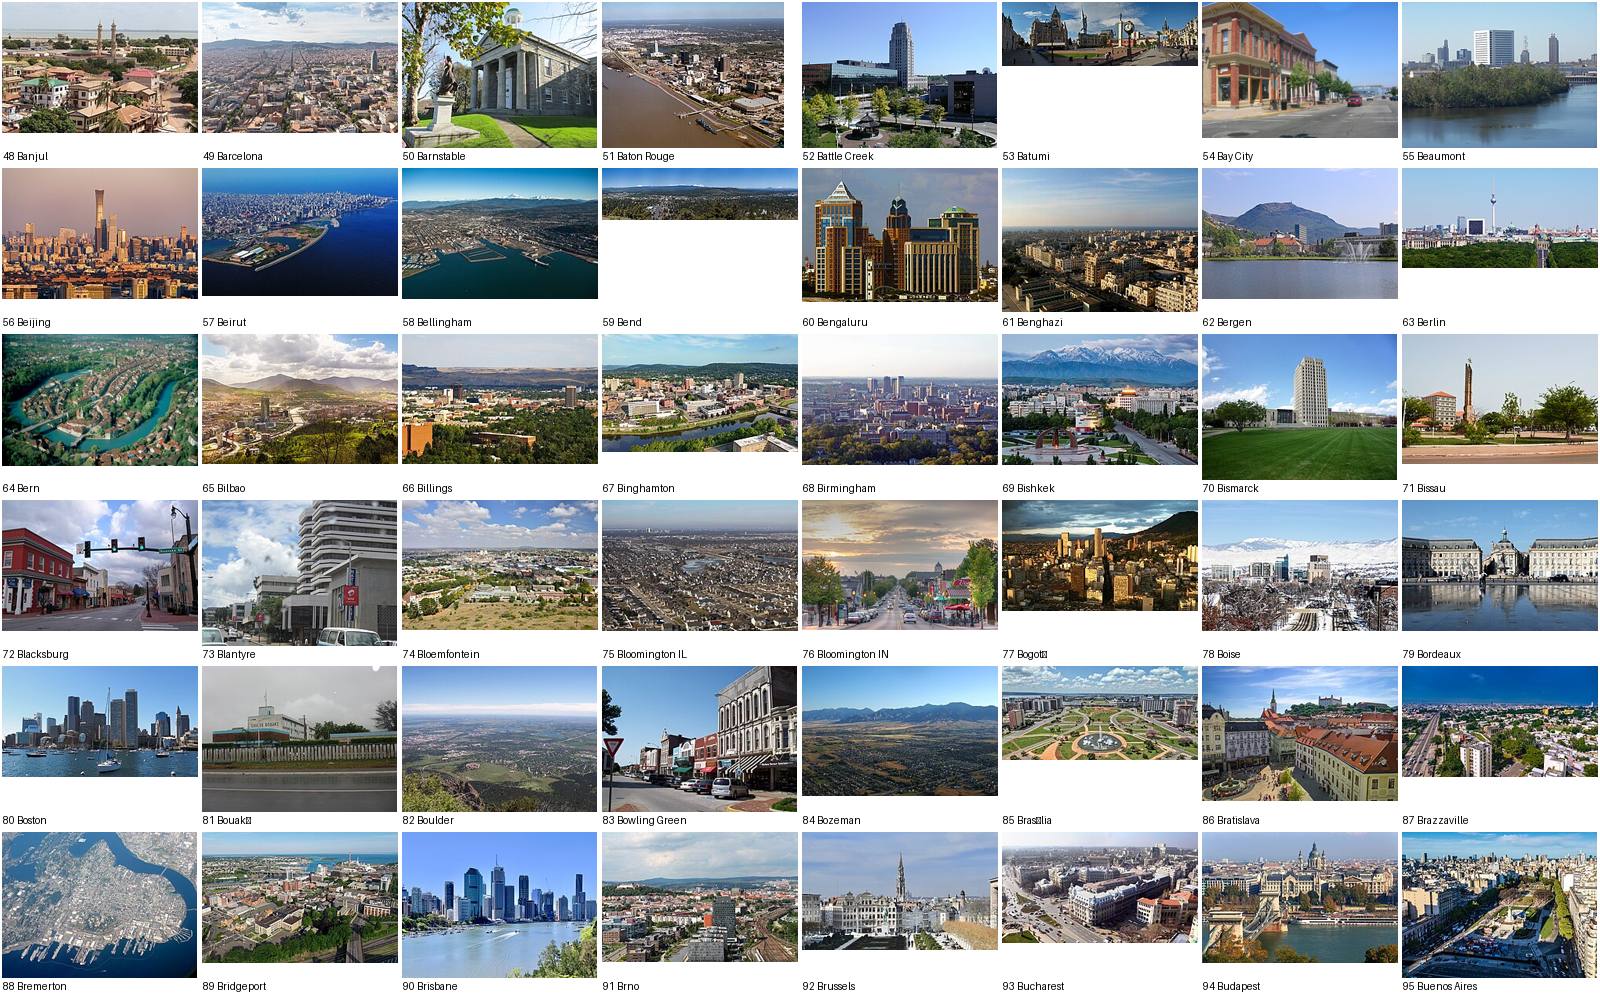 48 Banjul
49 Barcelona
50 Barnstable
51 Baton Rouge
52 Battle Creek
53 Batumi
54 Bay City
55 Beaumont
56 Beijing
57 Beirut
58 Bellingham
59 Bend
60 Bengaluru
61 Benghazi
62 Bergen
63 Berlin
64 Bern
65 Bilbao
66 Billings
67 Binghamton
68 Birmingham
69 Bishkek
70 Bismarck
71 Bissau
72 Blacksburg
73 Blantyre
74 Bloemfontein
75 Bloomington IL
76 Bloomington IN
77 Bogot▯
78 Boise
79 Bordeaux
80 Boston
81 Bouak▯
82 Boulder
83 Bowling Green
84 Bozeman
85 Bras▯lia
86 Bratislava
87 Brazzaville
88 Bremerton
89 Bridgeport
90 Brisbane
91 Brno
92 Brussels
93 Bucharest
94 Budapest
95 Buenos Aires